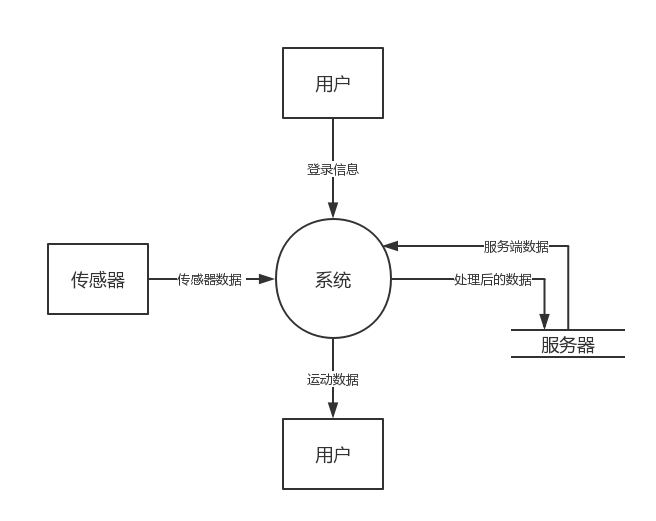 用户
登录信息
服务端数据
传感器
传感器数据
系统
处理后的数据
服务器
运动数据
用户